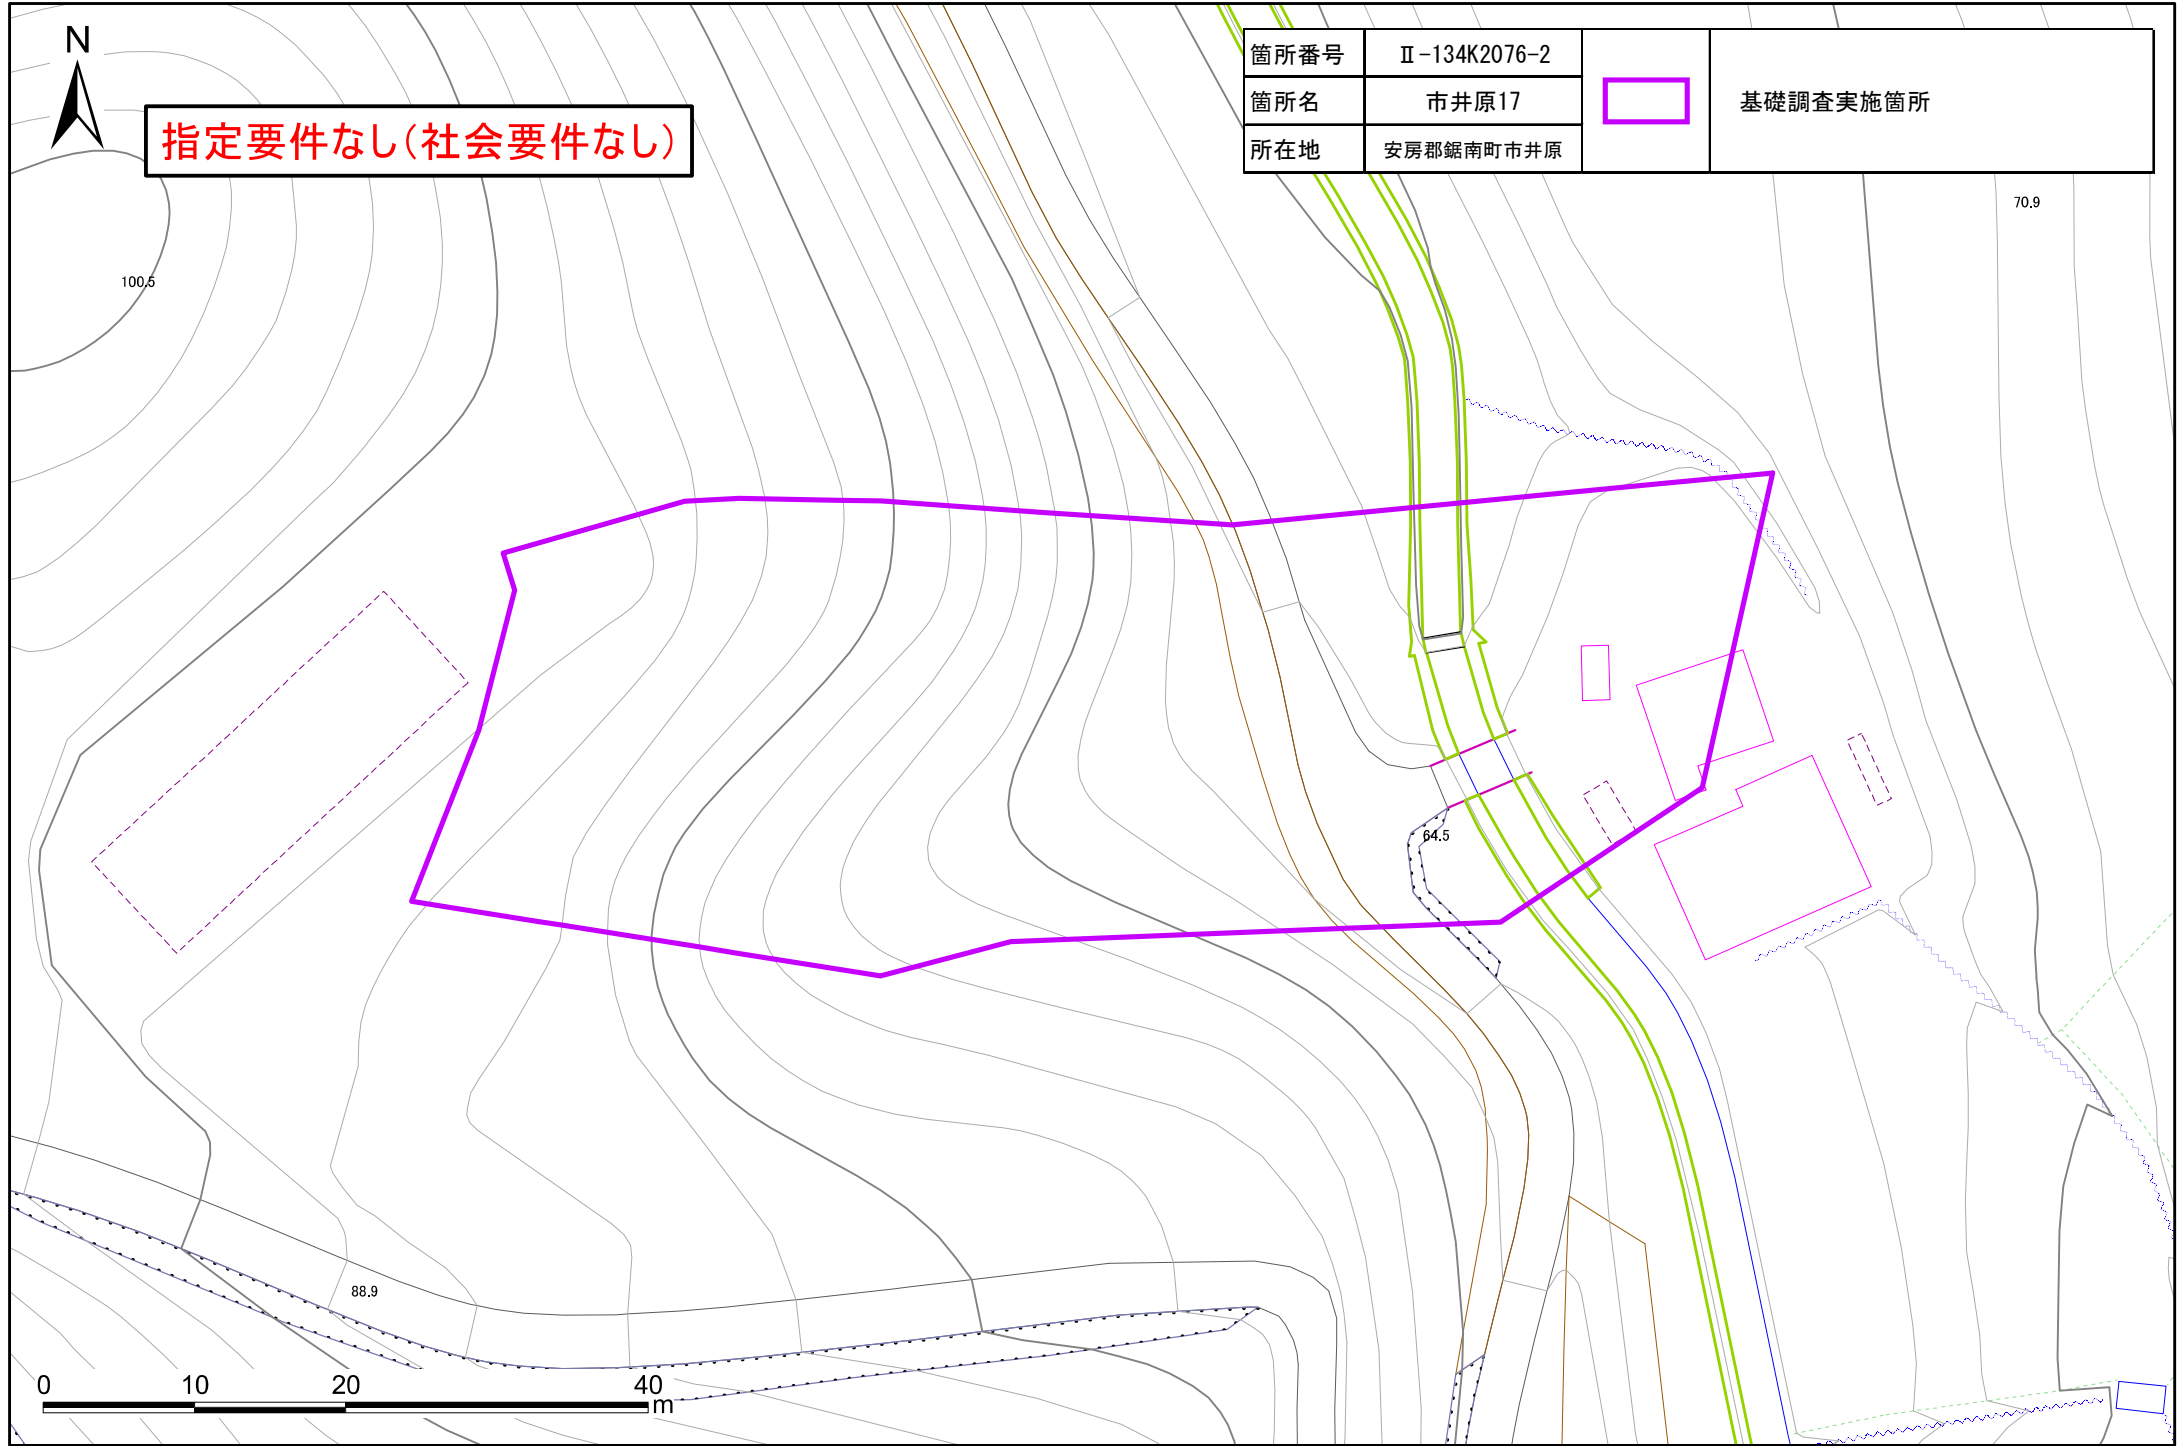 N
指定要件なし(社会要件なし)
箇所番号 Ⅱ-134K2076-2
箇所名 市井原17
所在地 安房郡鋸南町市井原
基礎調査実施箇所
70.9
100.5
64.5
88.9
0 10 20 40
m